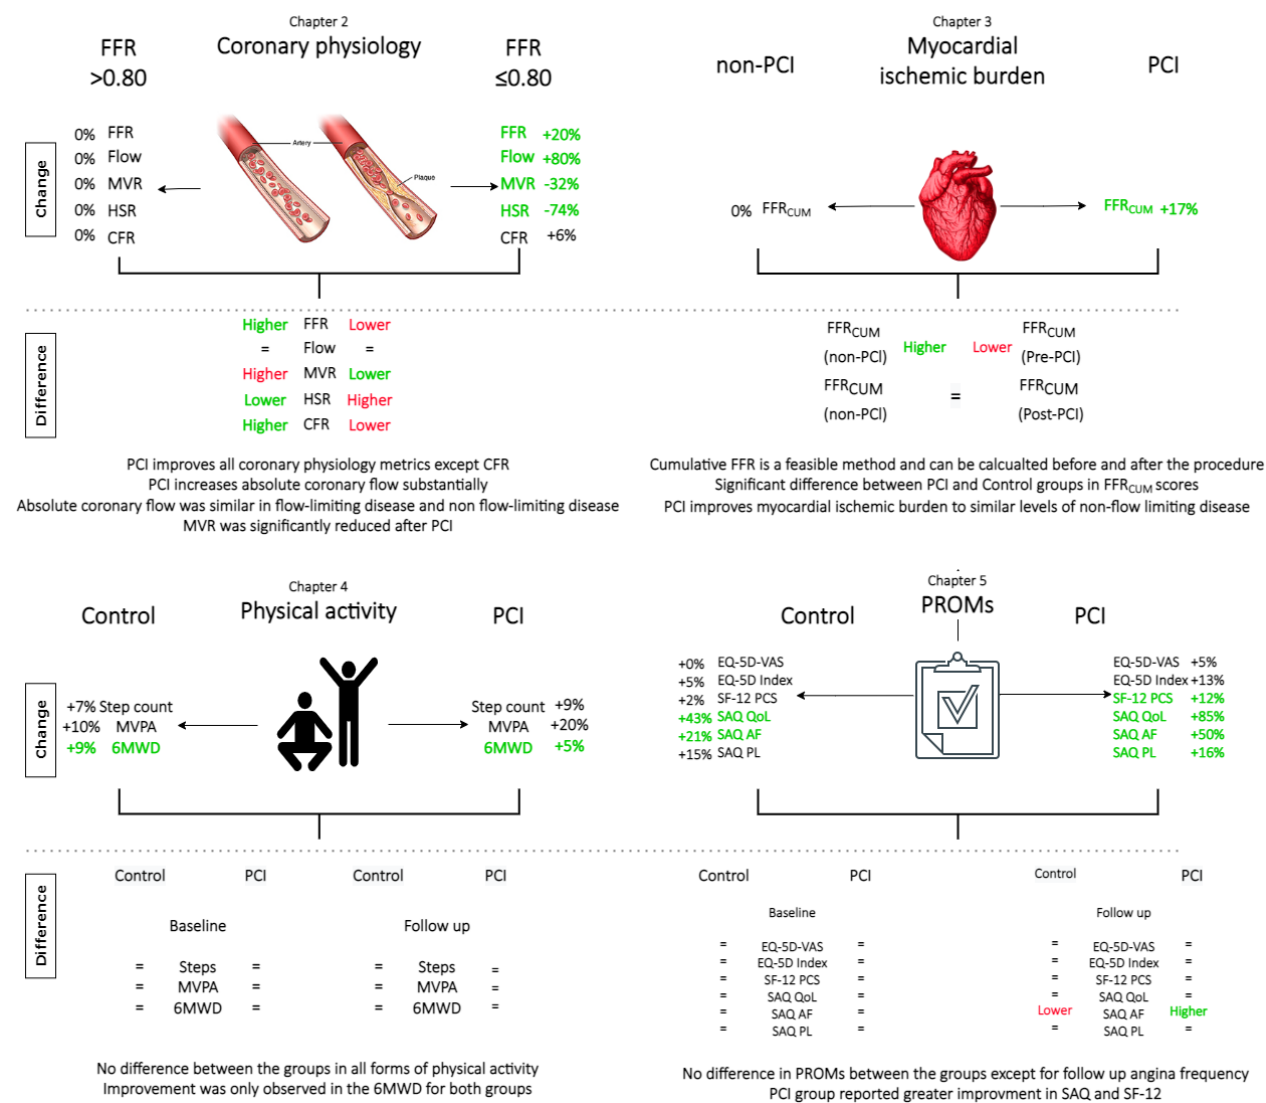 Chapter 2
Coronary physiology
FFR
>0.80
FFR
≤0.80
Change
0% FFR
0% Flow
0% MVR
0% HSR
0% CFR
Artery
Plaque
FFR +20%
Flow +80%
MVR -32%
HSR -74%
CFR +6%
Difference
Higher FFR Lower
= Flow =
Higher MVR Lower
Lower HSR Higher
Higher CFR Lower
PCI improves all coronary physiology metrics except CFR
PCI increases absolute coronary flow substantially
Absolute coronary flow was similar in flow-limiting disease and non flow-limiting disease
MVR was significantly reduced after PCI
Chapter 3
Myocardial
ischemic burden
non-PCI
PCI
0% FFRCUM
FFRCUM +17%
FFRCUM
(non-PCI)
Higher Lower
FFRCUM
(Pre-PCI)
FFRCUM
(non-PCI)
=
FFRCUM
(Post-PCI)
Cumulative FFR is a feasible method and can be calcualted before and after the procedure
Significant difference between PCI and Control groups in FFRCUM scores
PCI improves myocardial ischemic burden to similar levels of non-flow limiting disease
Chapter 4
Physical activity
Control
PCI
Change
+7% Step count
+10% MVPA
+9% 6MWD
Step count +9%
MVPA +20%
6MWD +5%
Difference
Control PCI Control PCI
Baseline
Follow up
= Steps = = Steps =
= MVPA = = MVPA =
= 6MWD = = 6MWD =
No difference between the groups in all forms of physical activity
Improvement was only observed in the 6MWD for both groups
Chapter 5
PROMs
Control
PCI
+0% EQ-5D-VAS
+5% EQ-5D Index
+2% SF-12 PCS
+43% SAQ QoL
+21% SAQ AF
+15% SAQ PL
EQ-5D-VAS +5%
EQ-5D Index +13%
SF-12 PCS +12%
SAQ QoL +85%
SAQ AF +50%
SAQ PL +16%
Control PCI Control PCI
Baseline
Follow up
= EQ-5D-VAS = = EQ-5D-VAS =
= EQ-5D Index = = EQ-5D Index =
= SF-12 PCS = = SF-12 PCS =
= SAQ QoL = = SAQ QoL =
= SAQ AF = Lower SAQ AF Higher
= SAQ PL = = SAQ PL =
No difference in PROMs between the groups except for follow up angina frequency
PCI group reported greater improvment in SAQ and SF-12